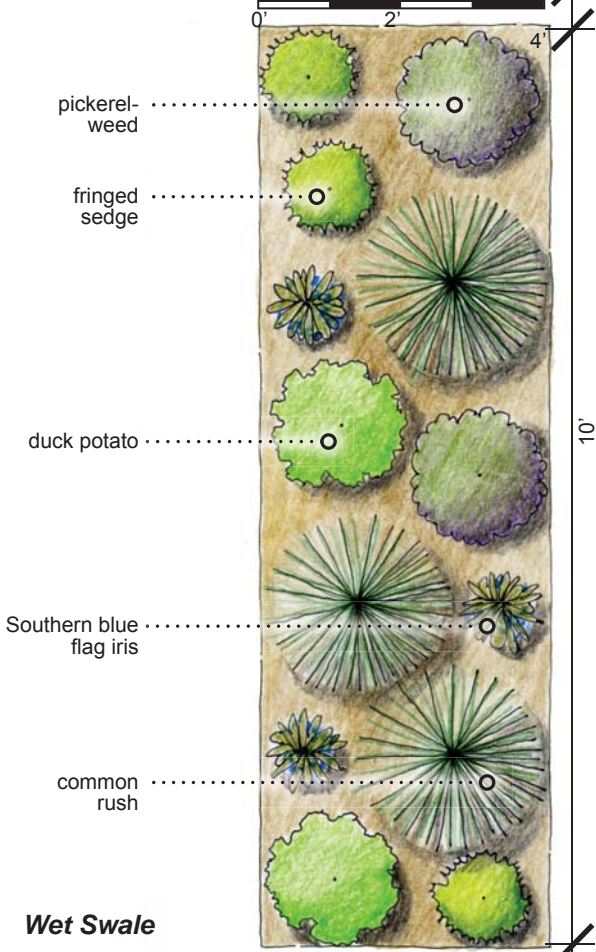 0’ 2’ 4’
pickerel-
weed
fringed
sedge
duck potato
10’
Southern blue
flag iris
common
rush
Wet Swale